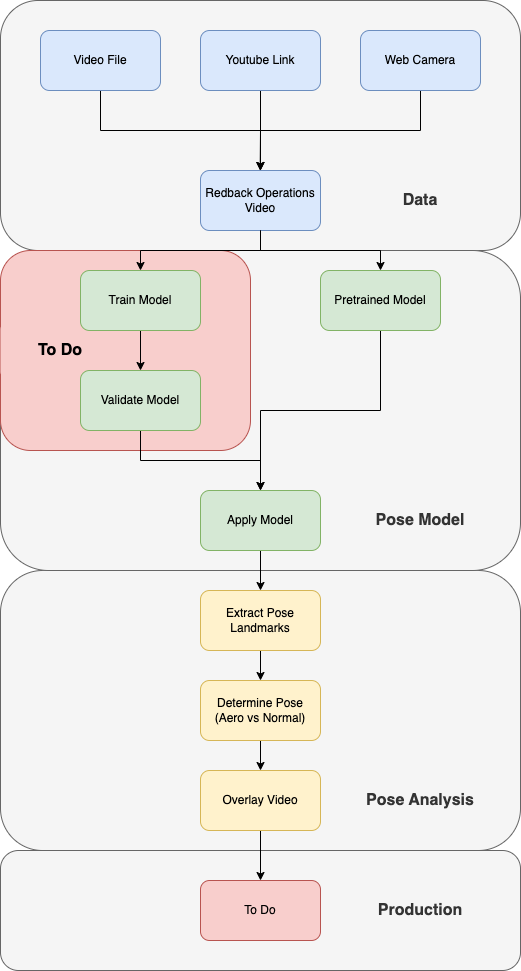 Video File
Youtube Link
Web Camera
Redback Operations
Video
Data
Train Model
Pretrained Model
To Do
Validate Model
Apply Model
Pose Model
Extract Pose
Landmarks
Determine Pose
(Aero vs Normal)
Overlay Video
Pose Analysis
To Do
Production